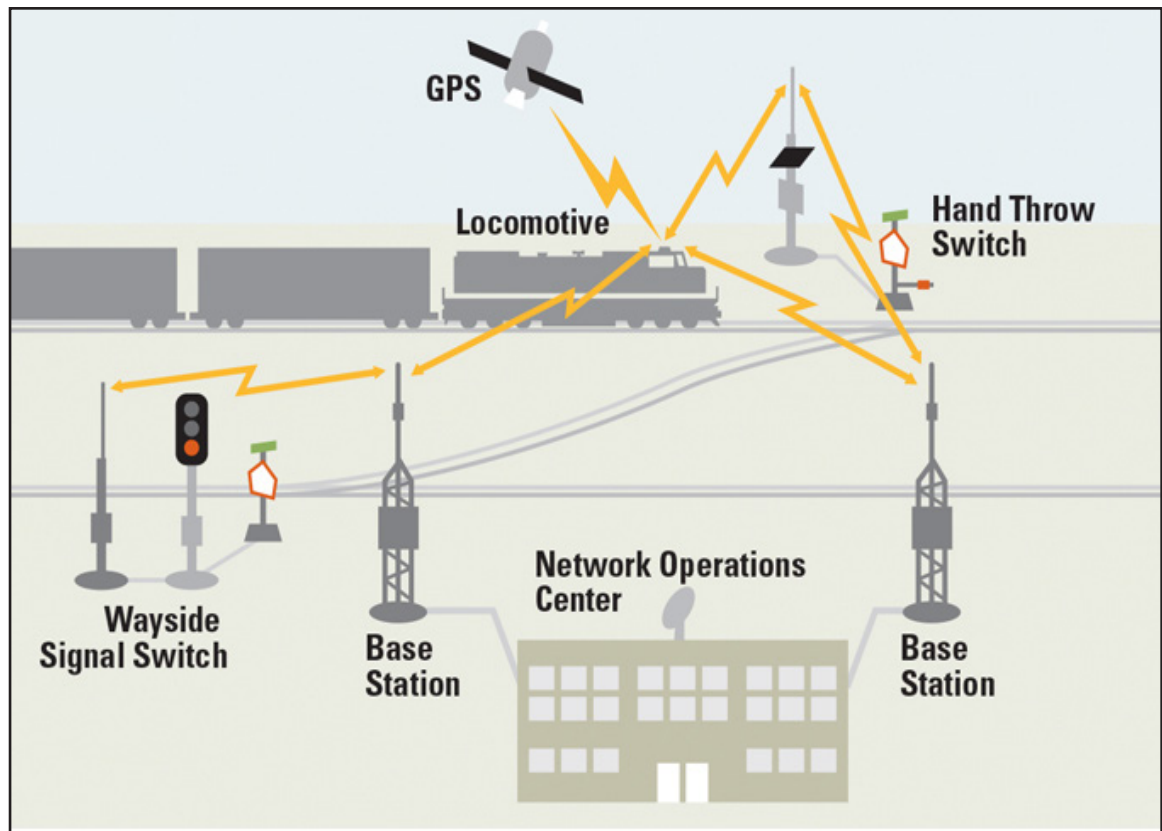 GPS
Locomotive
Hand Throw
Switch
Wayside
Signal Switch
Base
Station
Network Operations
Center
Base
Station